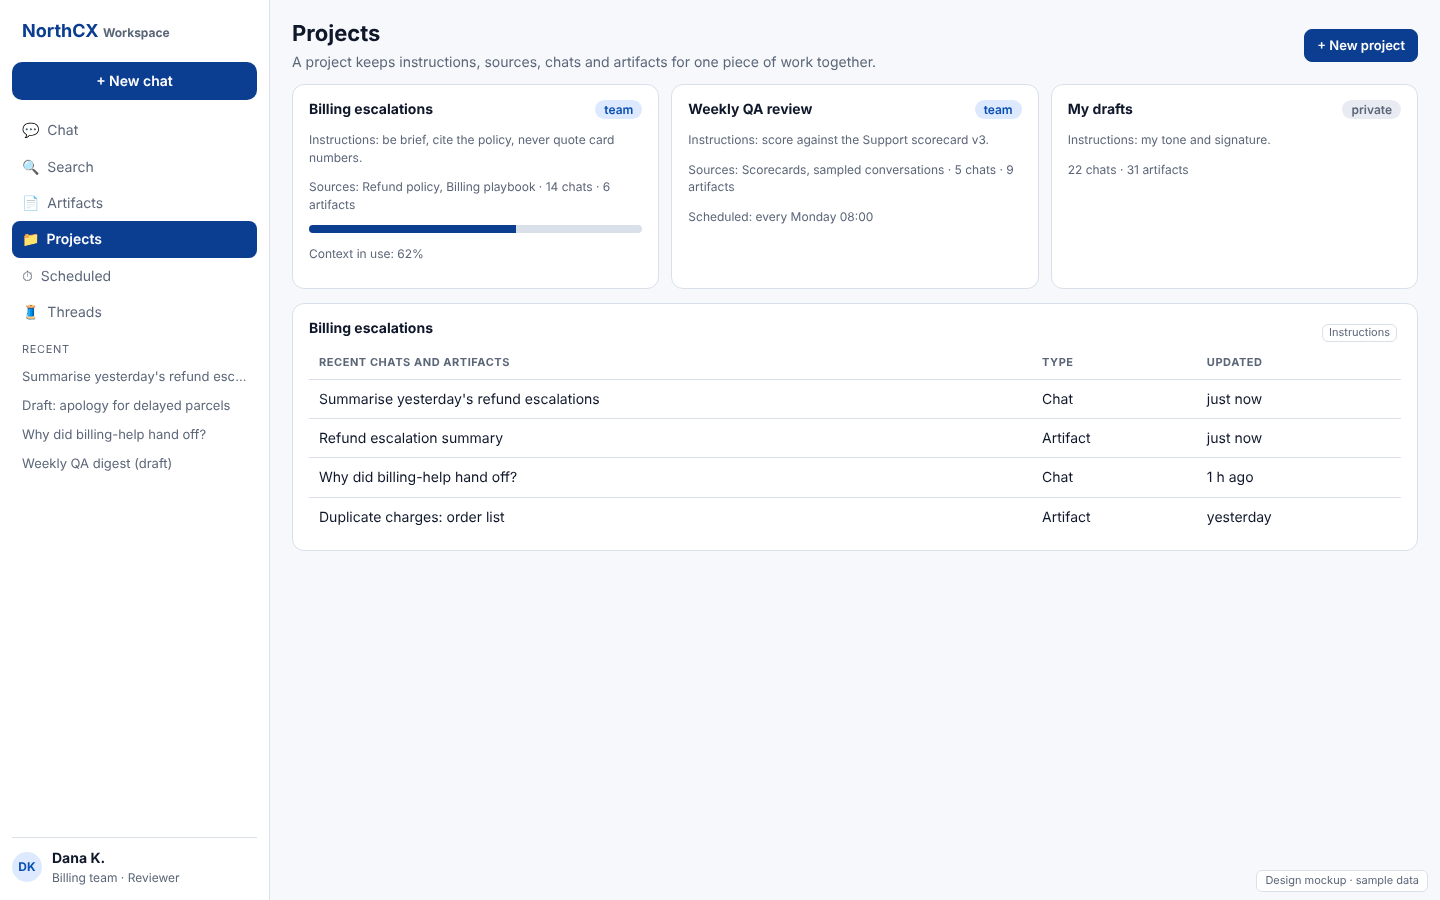 NorthCX Workspace
+ New chat
💬 Chat
🔍 Search
📄 Artifacts
📁 Projects
⏱ Scheduled
🧵 Threads
RECENT
Summarise yesterday's refund esc...
Draft: apology for delayed parcels
Why did billing-help hand off?
Weekly QA digest (draft)
DK
Dana K.
Billing team · Reviewer
Projects
A project keeps instructions, sources, chats and artifacts for one piece of work together.
+ New project
Billing escalations
team
Instructions: be brief, cite the policy, never quote card
numbers.
Sources: Refund policy, Billing playbook · 14 chats · 6
artifacts
Context in use: 62%
Weekly QA review
team
Instructions: score against the Support scorecard v3.
Sources: Scorecards, sampled conversations · 5 chats · 9
artifacts
Scheduled: every Monday 08:00
My drafts
private
Instructions: my tone and signature.
22 chats · 31 artifacts
Billing escalations
Instructions
RECENT CHATS AND ARTIFACTS TYPE UPDATED
Summarise yesterday's refund escalations Chat just now
Refund escalation summary Artifact just now
Why did billing-help hand off? Chat 1 h ago
Duplicate charges: order list Artifact yesterday
Design mockup · sample data